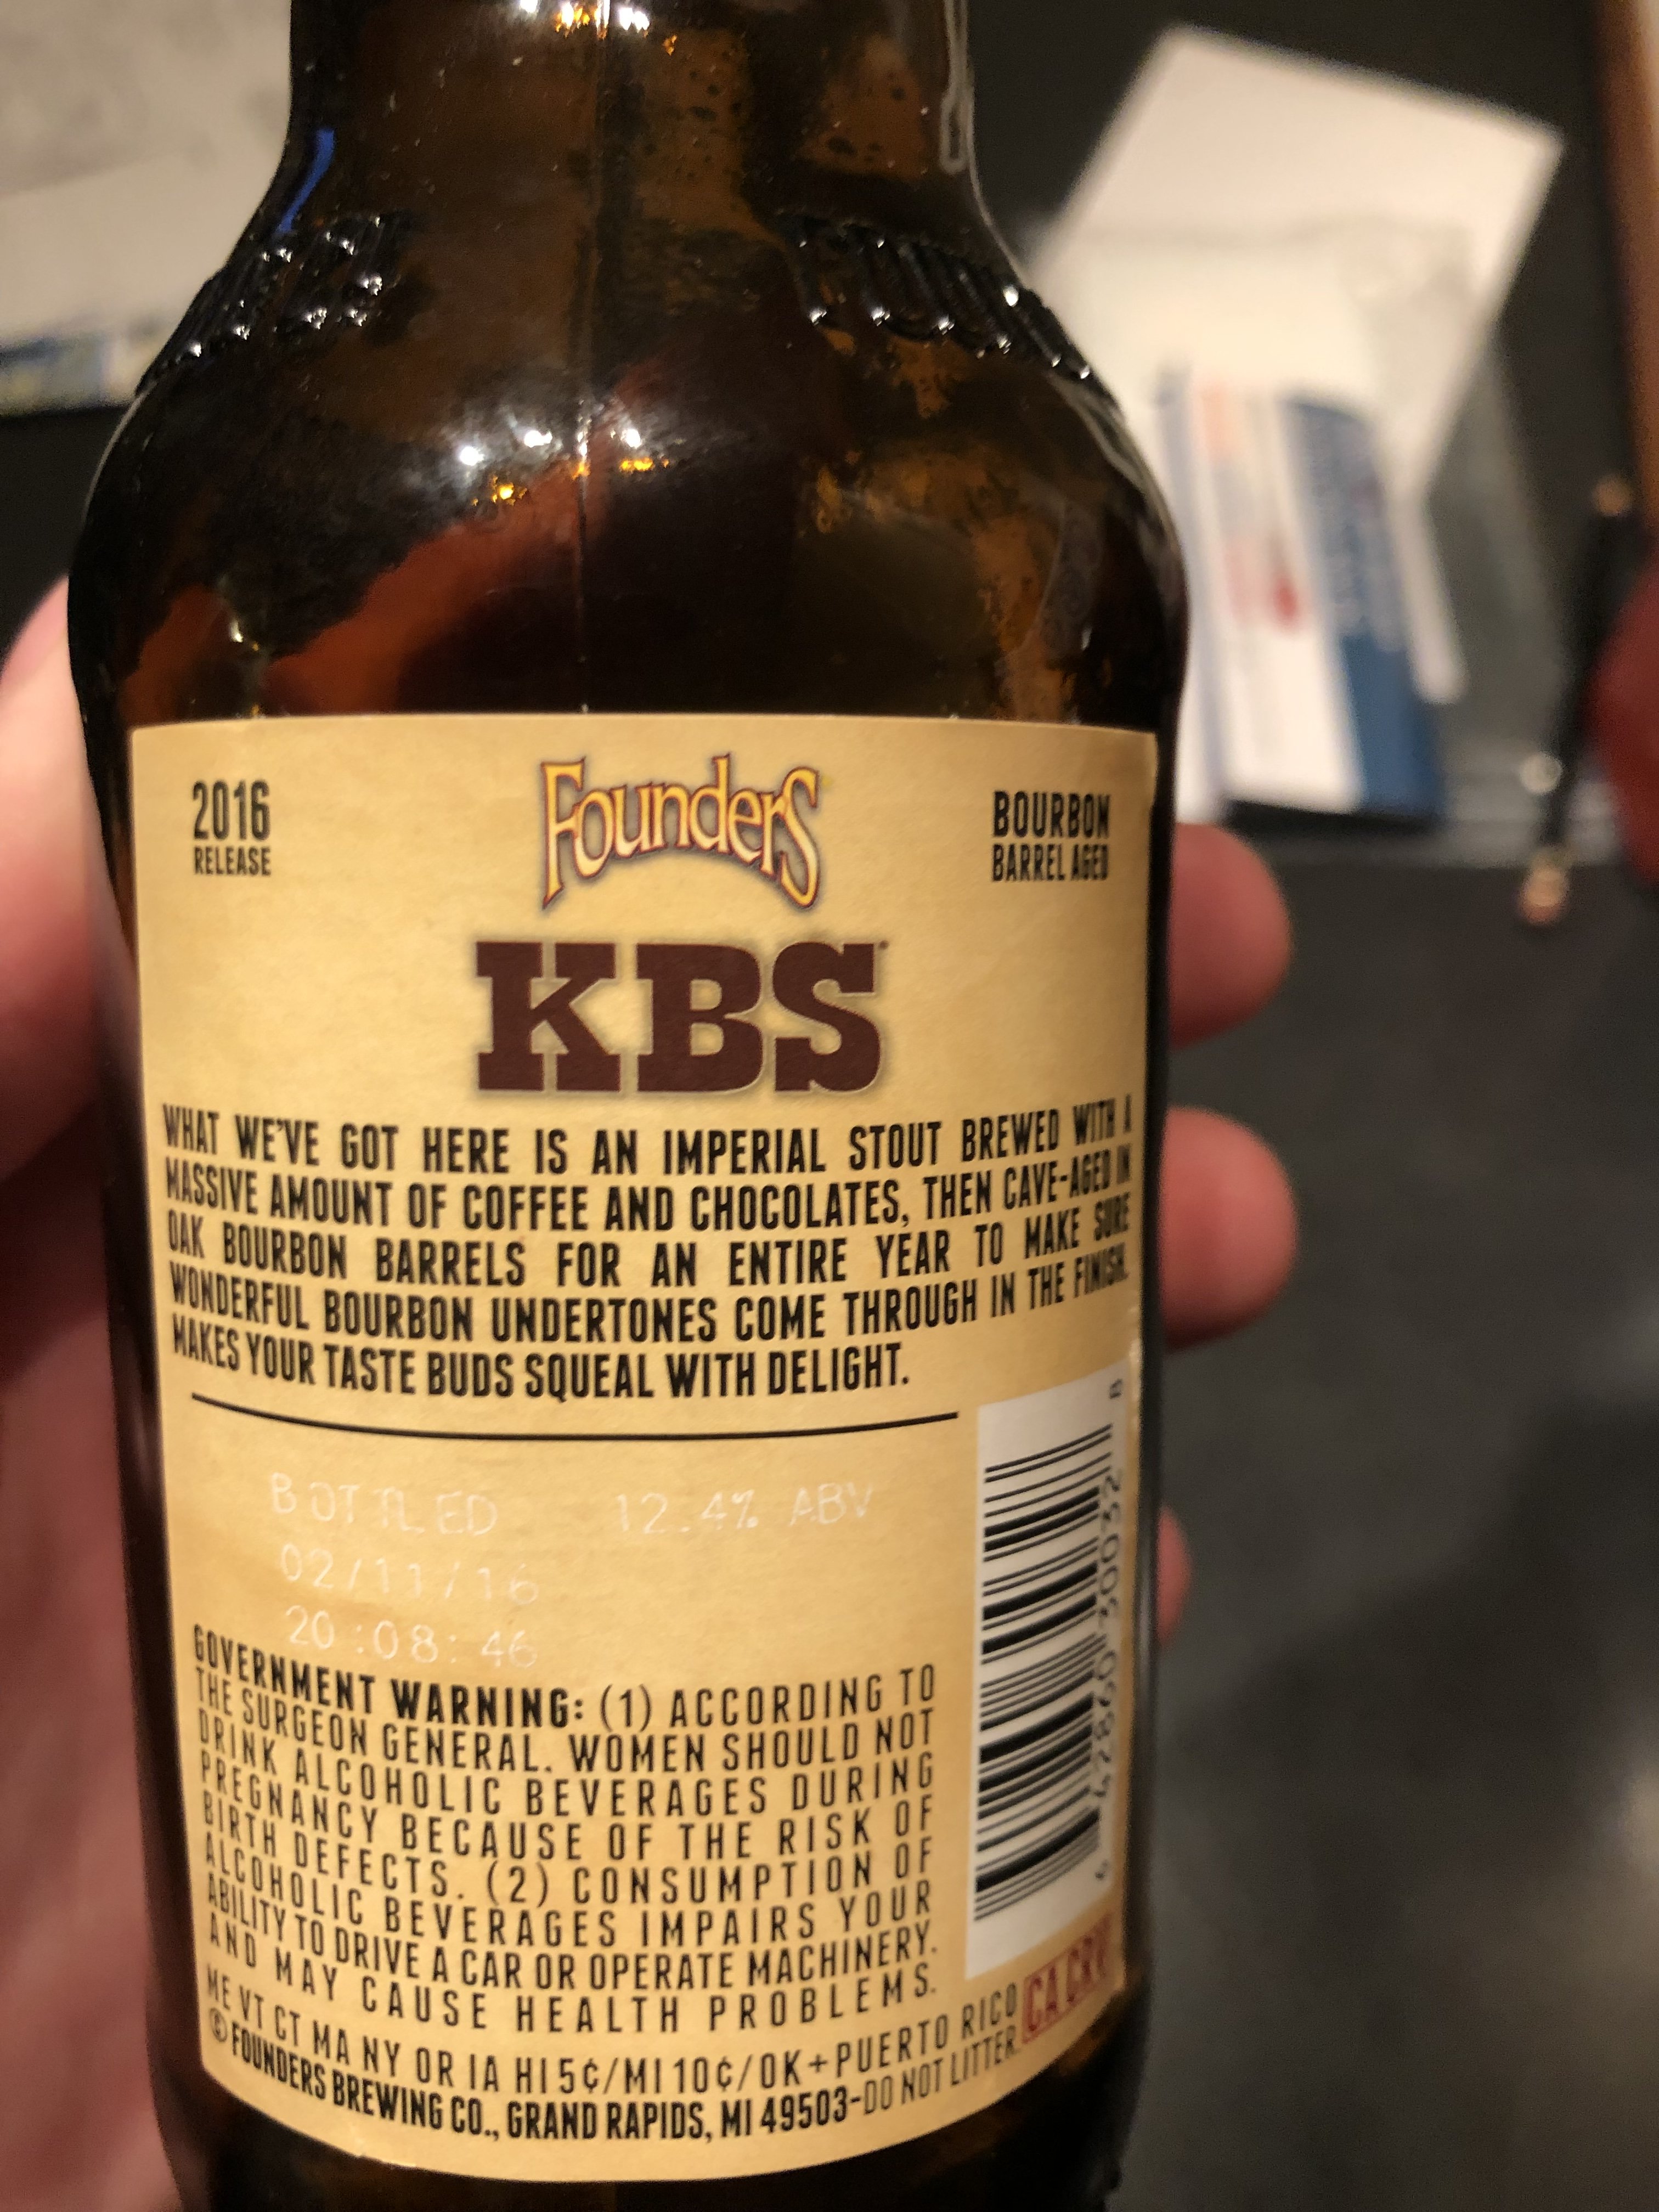 2016
RELEASE
Founders
BOURBON
BARREL AGED
KBS
WHAT WE'VE GOT HERE IS AN IMPERIAL STOUT BREWED WITH A
MASSIVE AMOUNT OF COFFEE AND CHOCOLATES, THEN CAVE-AGED IN
OAK BOURBON BARRELS FOR AN ENTIRE YEAR TO MAKE SURE
WONDERFUL BOURBON UNDERTONES COME THROUGH IN THE FINISH.
MAKES YOUR TASTE BUDS SQUEAL WITH DELIGHT.
BOTTLED 12.4% ABV
02/11/16
20:08:46
GOVERNMENT WARNING: (1) ACCORDING TO
THE SURGEON GENERAL. WOMEN SHOULD NOT
DRINK ALCOHOLIC BEVERAGES DURING
PREGNANCY BECAUSE OF THE RISK OF
BIRTH DEFECTS. (2) CONSUMPTION OF
ALCOHOLIC BEVERAGES IMPAIRS YOUR
ABILITY TO DRIVE A CAR OR OPERATE MACHINERY.
AND MAY CAUSE HEALTH PROBLEMS.
ME VT CT MA NY OR IA HI 5¢/MI 10¢/OK+PUERTO RICO CA CRV
© FOUNDERS BREWING CO., GRAND RAPIDS, MI 49503-DO NOT LITTER.
6 42860 30032 8